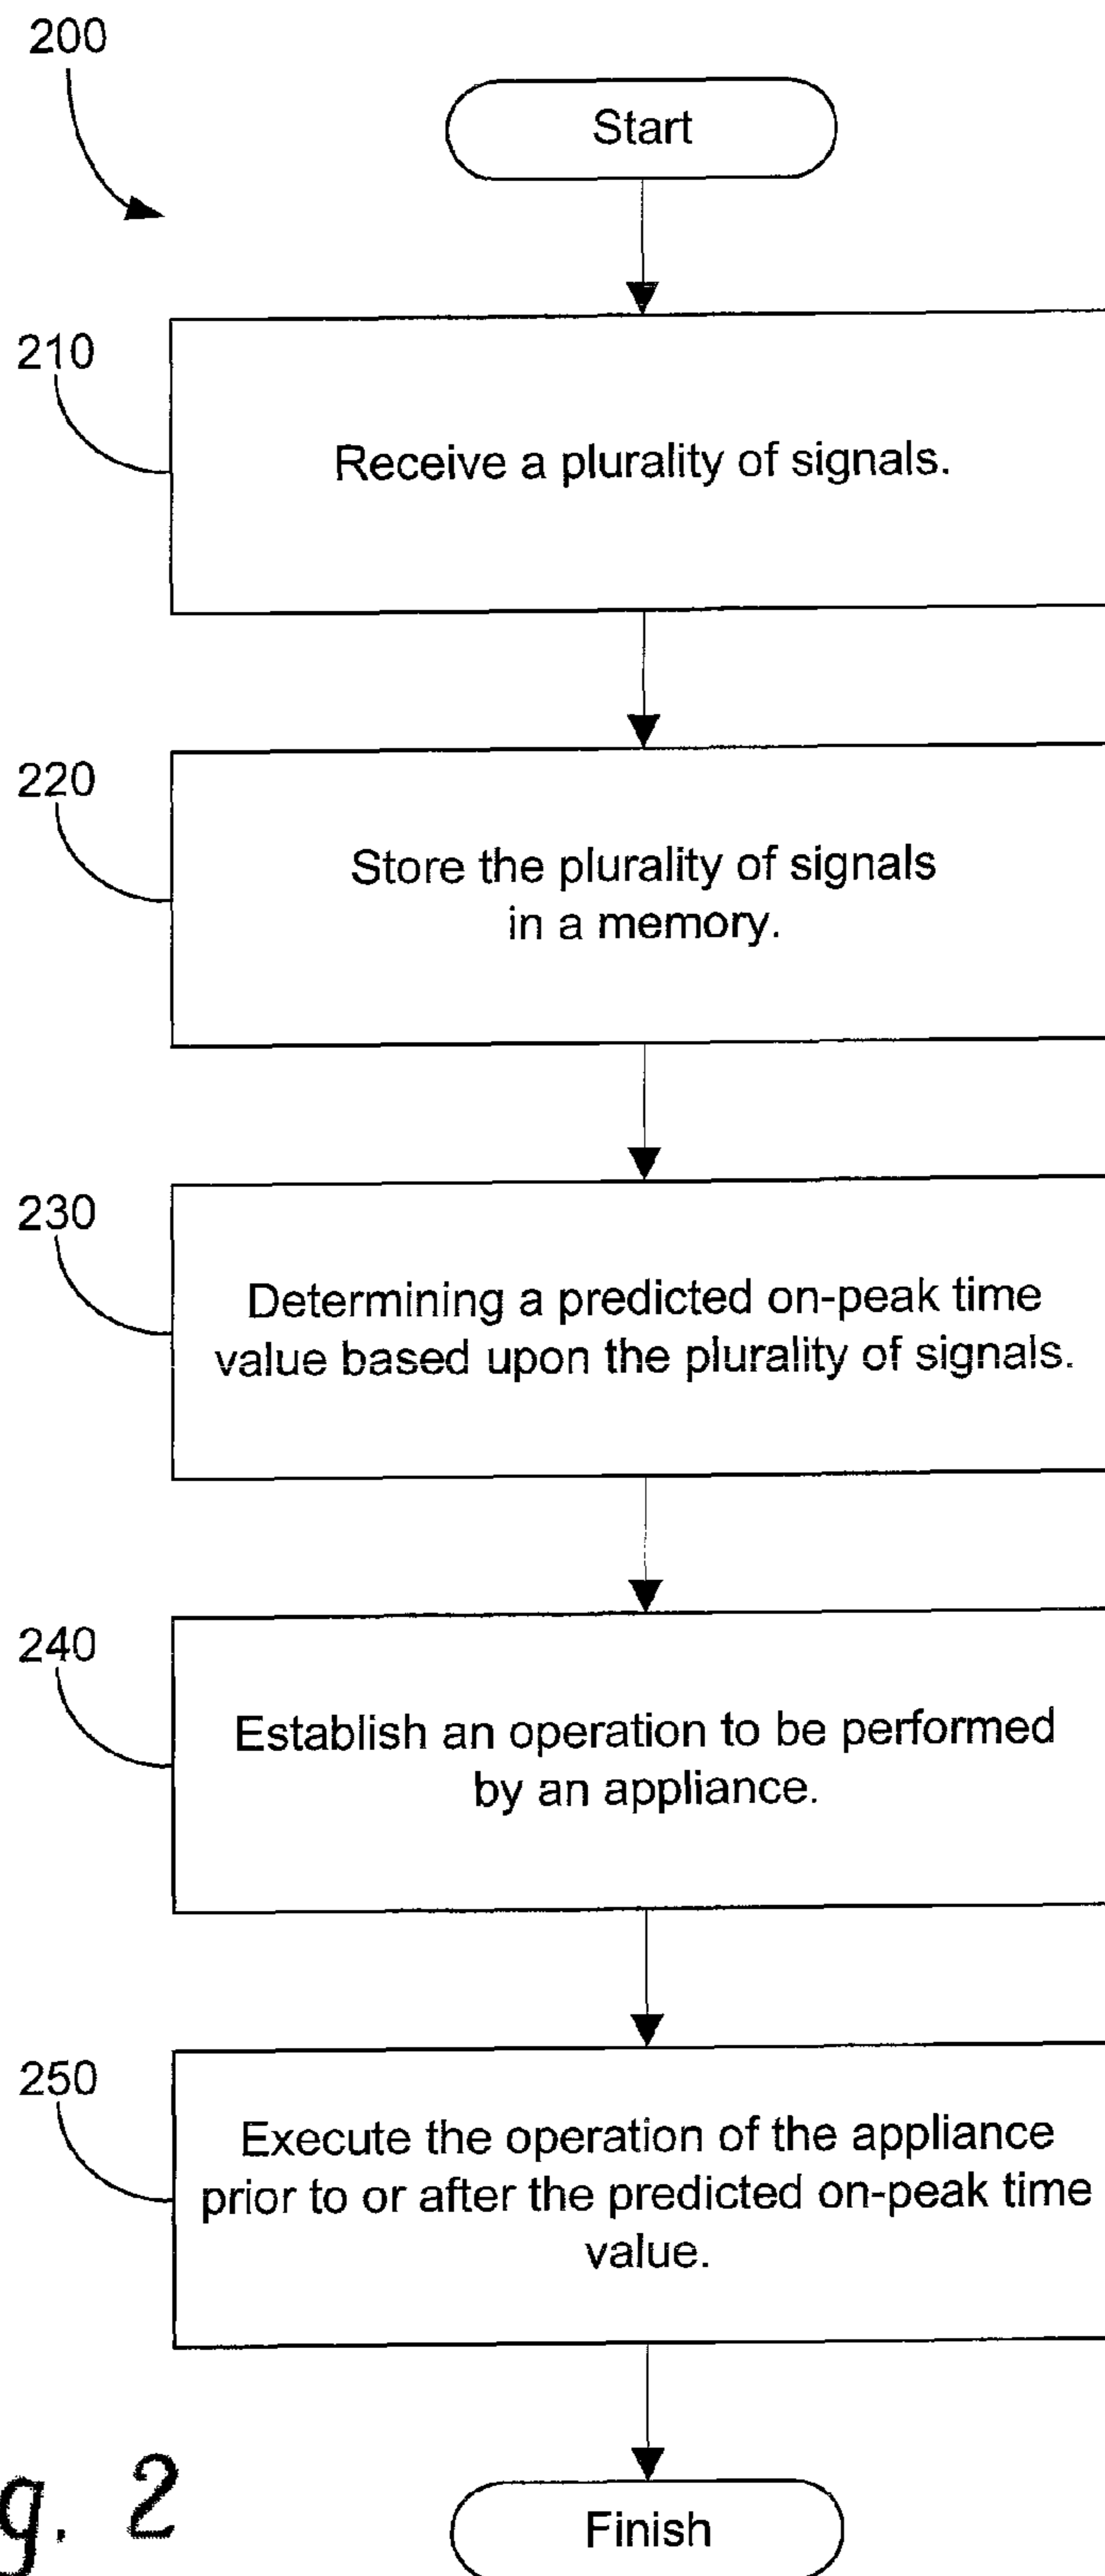 200
Start
210
Receive a plurality of signals.
220
Store the plurality of signals
in a memory.
230
Determining a predicted on-peak time
value based upon the plurality of signals.
240
Establish an operation to be performed
by an appliance.
250
Execute the operation of the appliance
prior to or after the predicted on-peak time
value.
g. 2
Finish